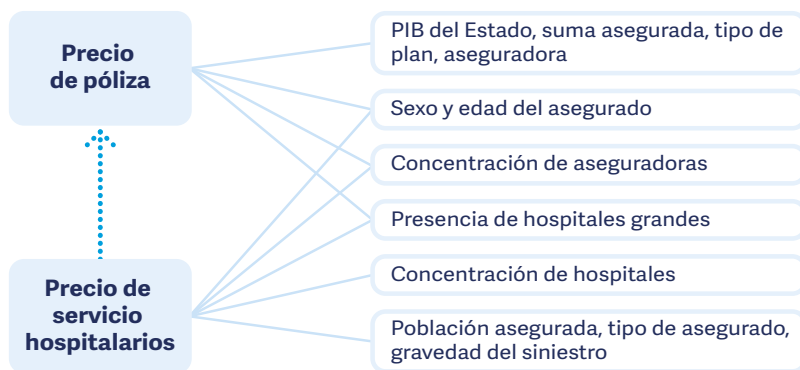 Precio
de póliza
PIB del Estado, suma asegurada, tipo de
plan, aseguradora
Sexo y edad del asegurado
Concentración de aseguradoras
Presencia de hospitales grandes
Precio de
servicio
hospitalarios
Concentración de hospitales
Población asegurada, tipo de asegurado,
gravedad del siniestro